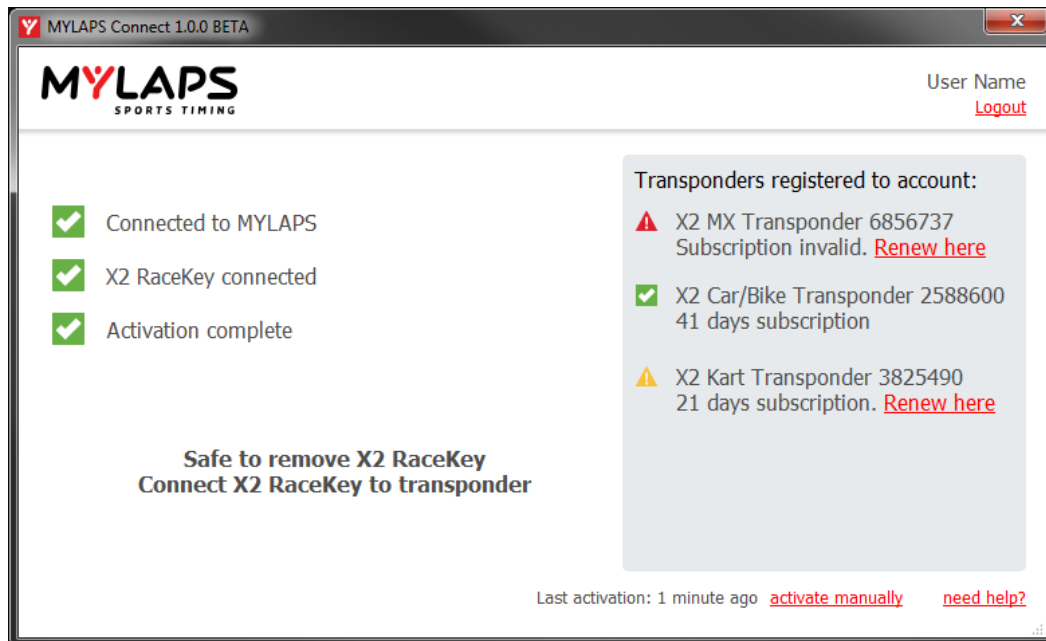 MYLAPS Connect 1.0.0 BETA
MYLAPS
SPORTS TIMING
User Name
Logout
Connected to MYLAPS
X2 RaceKey connected
Activation complete
Safe to remove X2 RaceKey
Connect X2 RaceKey to transponder
Transponders registered to account:
X2 MX Transponder 6856737
Subscription invalid. Renew here
X2 Car/Bike Transponder 2588600
41 days subscription
X2 Kart Transponder 3825490
21 days subscription. Renew here
Last activation: 1 minute ago activate manually need help?